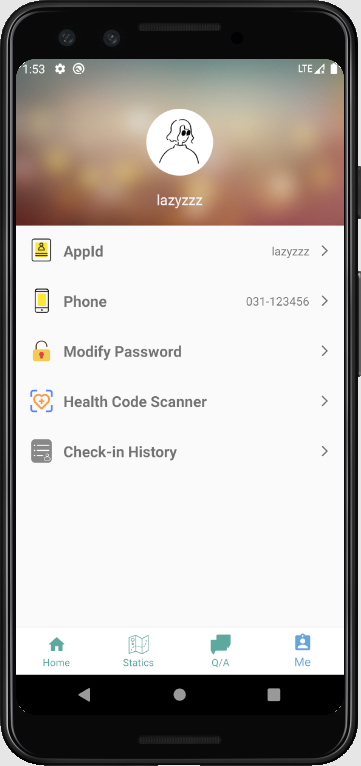 1:53 LTE
lazyzzz
AppId lazyzzz
Phone 031-123456
Modify Password
Health Code Scanner
Check-in History
Home Statics Q/A Me